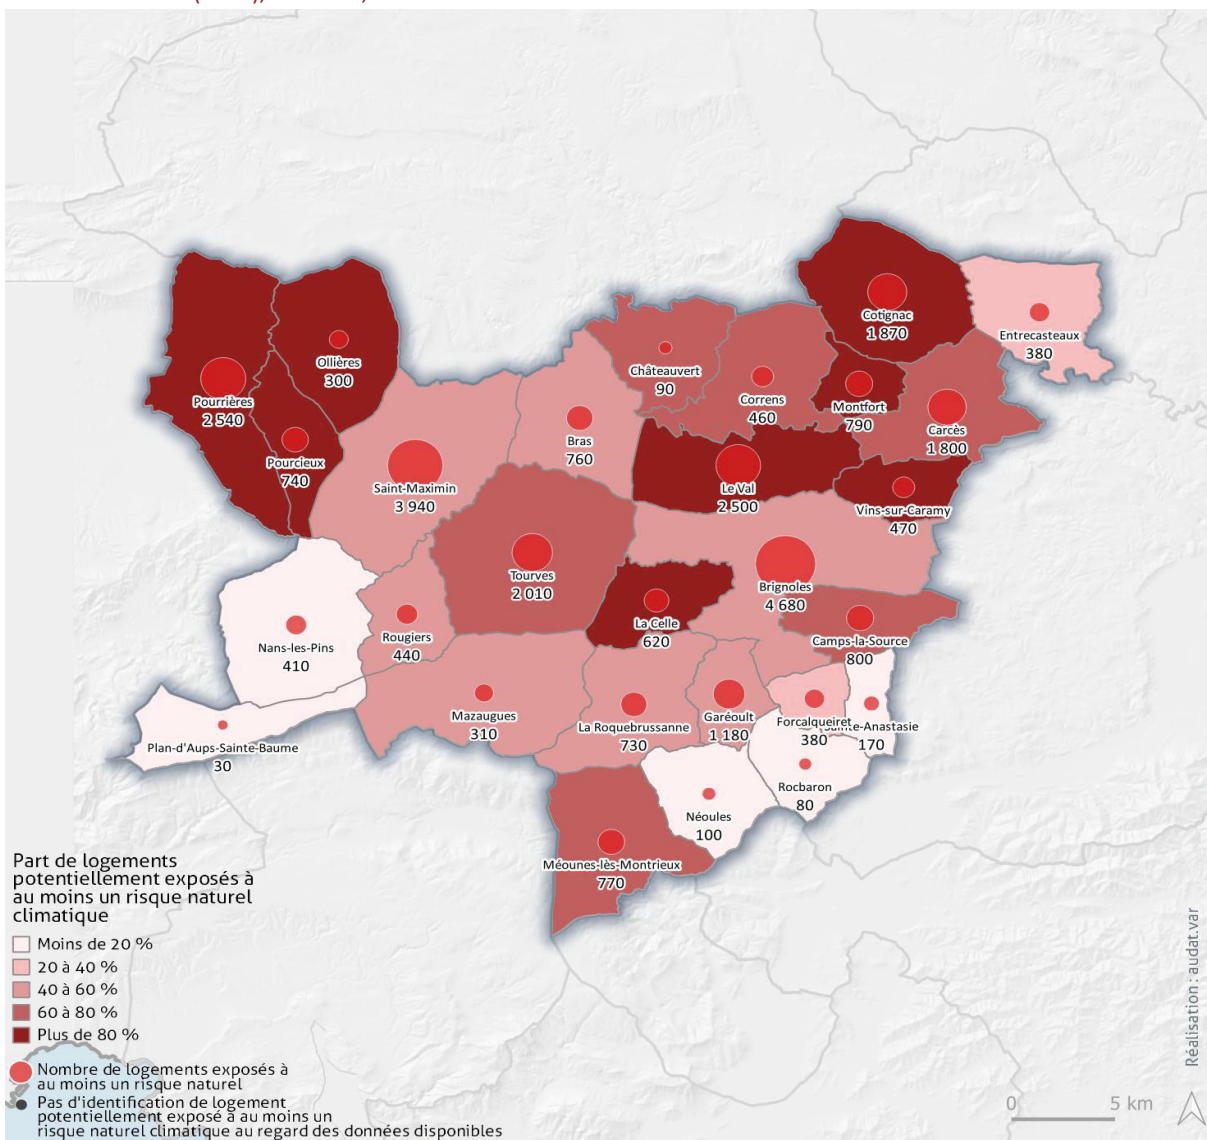 Cotignac
1 870
Entrecasteaux
380
Ollières
300
Châteauvert
90
Pourrières
2 540
Correns
460
Montfort
790
Carcès
1 800
Bras
760
Pourcieux
740
Saint-Maximin
3 940
Le Val
2 500
Vins-sur-Caramy
470
Tourves
2 010
Brignoles
4 680
La Celle
620
Rougiers
440
Nans-les-Pins
410
Camps-la-Source
800
Mazaugues
310
La Roquebrussanne
730
Garéoult
1 180
Forcalqueiret
380
Sainte-Anastasie
170
Plan-d'Aups-Sainte-Baume
30
Rocbaron
80
Néoules
100
Méounes-lès-Montrieux
770
Part de logements
potentiellement exposés à
au moins un risque naturel
climatique
Moins de 20 %
20 à 40 %
40 à 60 %
60 à 80 %
Plus de 80 %
Nombre de logements exposés à
au moins un risque naturel
Pas d'identification de logement
potentiellement exposé à au moins un
risque naturel climatique au regard des données disponibles
0 5 km
Réalisation : audat.var